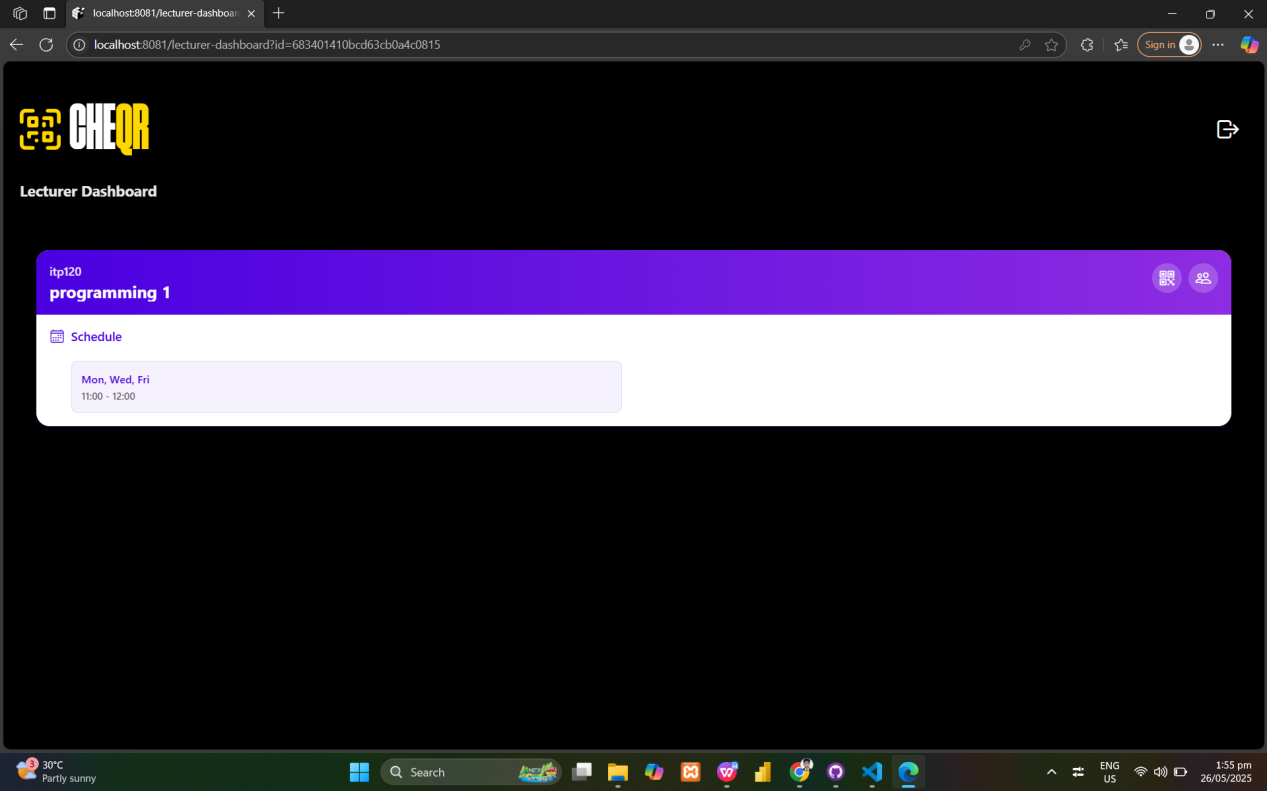 localhost:8081/lecturer-dashboar
localhost:8081/lecturer-dashboard?id=683401410bcd63cb0a4c0815
Sign in
CHEQR
Lecturer Dashboard
itp120
programming 1
Schedule
Mon, Wed, Fri
11:00 - 12:00
3
30°C
Partly sunny
Search
ENG
US
1:55 pm
26/05/2025